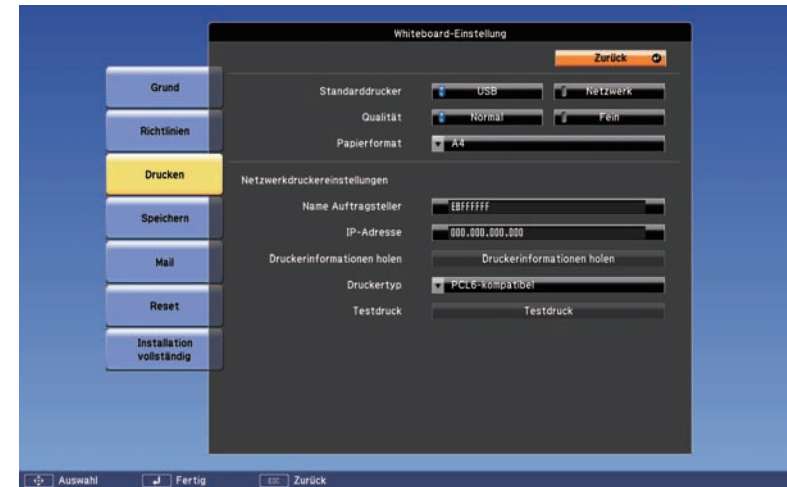 Whiteboard-Einstellung
Zurück
Grund
Richtlinien
Drucken
Speichern
Mail
Reset
Installation
vollständig
Standarddrucker USB Netzwerk
Qualität Normal Fein
Papierformat A4
Netzwerkdruckereinstellungen
Name Auftragsteller EBFFFFFF
IP-Adresse 000.000.000.000
Druckerinformationen holen Druckerinformationen holen
Druckertyp PCL6-kompatibel
Testdruck Testdruck
Auswahl Fertig ESC Zurück